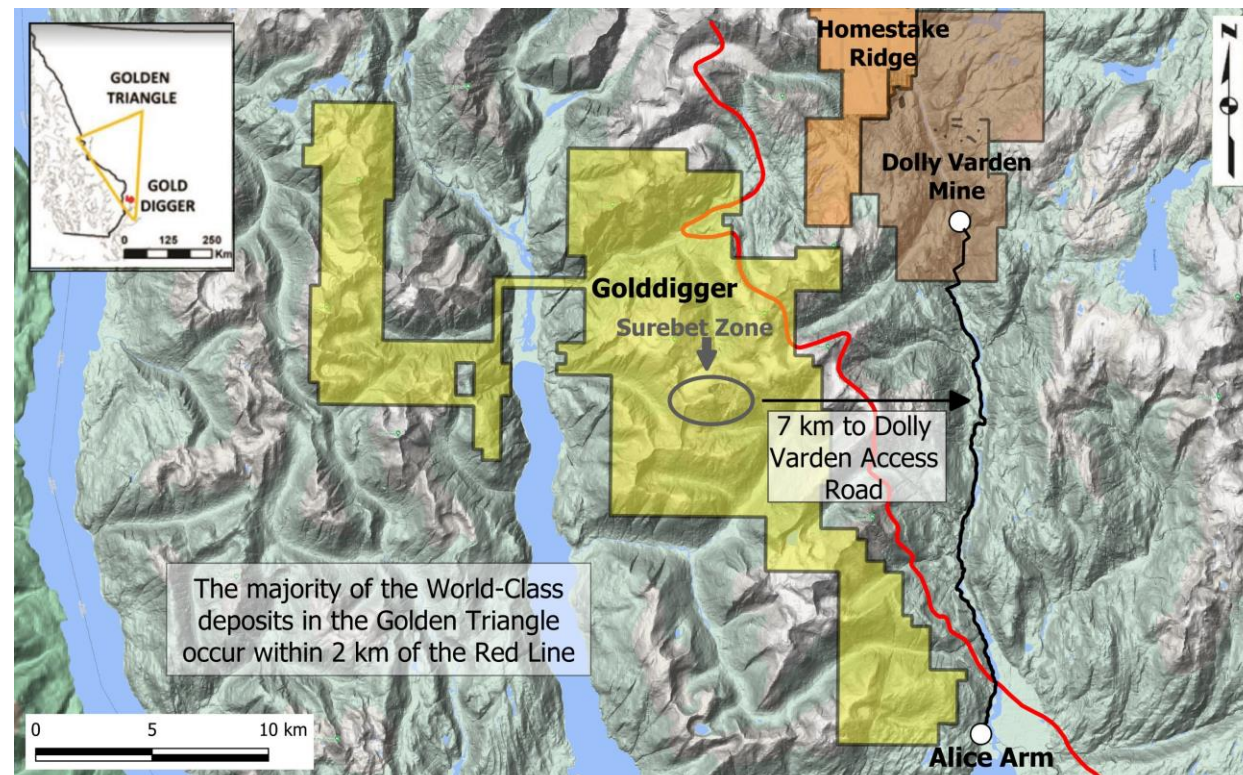 GOLDEN
TRIANGLE
GOLD
DIGGER
0 125 250
Km
Homestake
Ridge
N
Dolly Varden
Mine
Golddigger
Surebet Zone
7 km to Dolly
Varden Access
Road
The majority of the World-Class
deposits in the Golden Triangle
occur within 2 km of the Red Line
0 5 10 km
Alice Arm